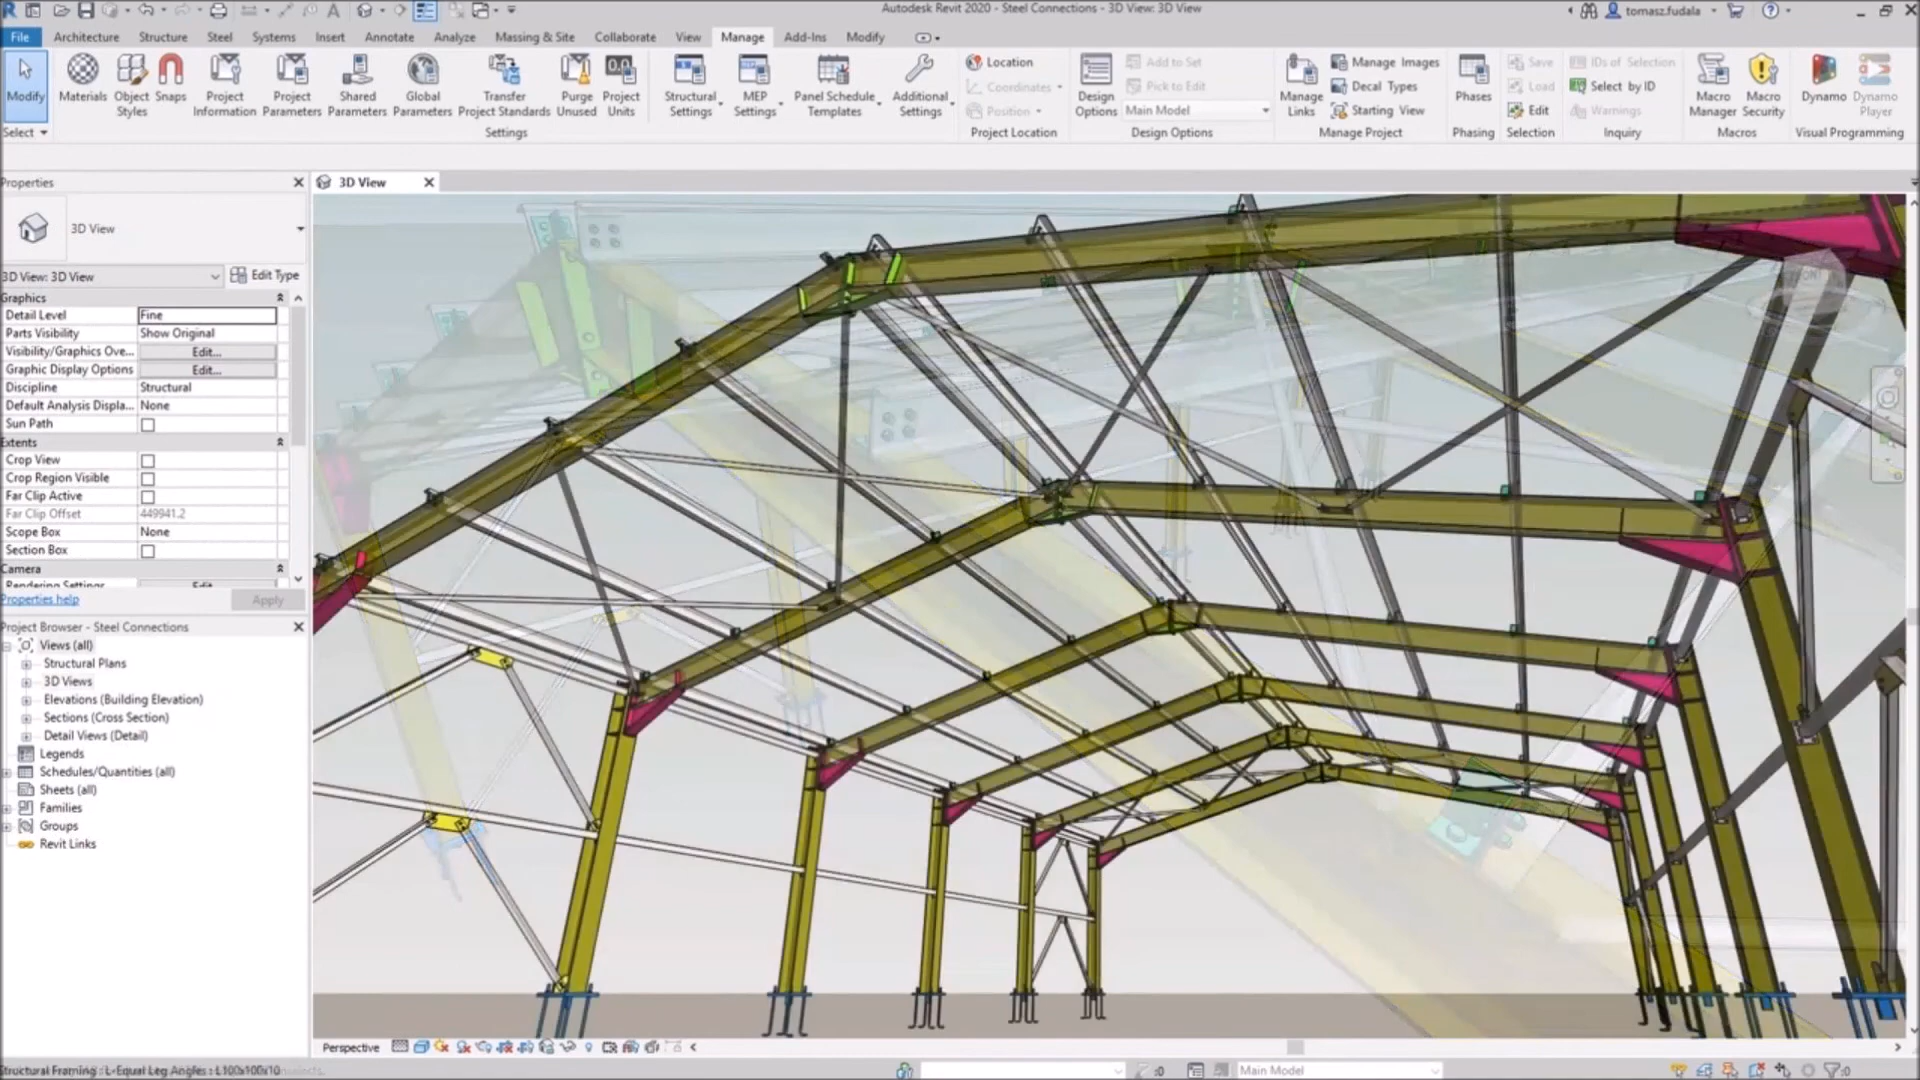 Autodesk Revit 2020 - Steel Connections - 3D View: 3D View
tomasz.fudala
File Architecture Structure Steel Systems Insert Annotate Analyze Massing & Site Collaborate View Manage Add-Ins Modify
Modify
Select
Materials
Object Styles
Snaps
Project Information
Project Parameters
Shared Parameters
Global Parameters
Transfer Project Standards
Purge Unused
Project Units
Settings
Structural Settings
MEP Settings
Panel Schedule Templates
Additional Settings
Location
Coordinates
Position
Project Location
Design Options
Add to Set
Pick to Edit
Main Model
Design Options
Manage Links
Manage Images
Decal Types
Starting View
Manage Project
Phases
Phasing
Save
Load
Edit
Selection
IDs of Selection
Select by ID
Warnings
Inquiry
Macro Manager
Macro Security
Macros
Dynamo
Dynamo Player
Visual Programming
Properties
3D View
3D View
3D View: 3D View
Edit Type
Graphics
Detail Level Fine
Parts Visibility Show Original
Visibility/Graphics Ove... Edit...
Graphic Display Options Edit...
Discipline Structural
Default Analysis Displa... None
Sun Path
Extents
Crop View
Crop Region Visible
Far Clip Active
Far Clip Offset 449941.2
Scope Box None
Section Box
Camera
Rendering Settings Edit
Properties help
Apply
Project Browser - Steel Connections
Views (all)
Structural Plans
3D Views
Elevations (Building Elevation)
Sections (Cross Section)
Detail Views (Detail)
Legends
Schedules/Quantities (all)
Sheets (all)
Families
Groups
Revit Links
Perspective
Structural Framing : L-Equal Leg Angles : L100x100x10
:0
Main Model
:0